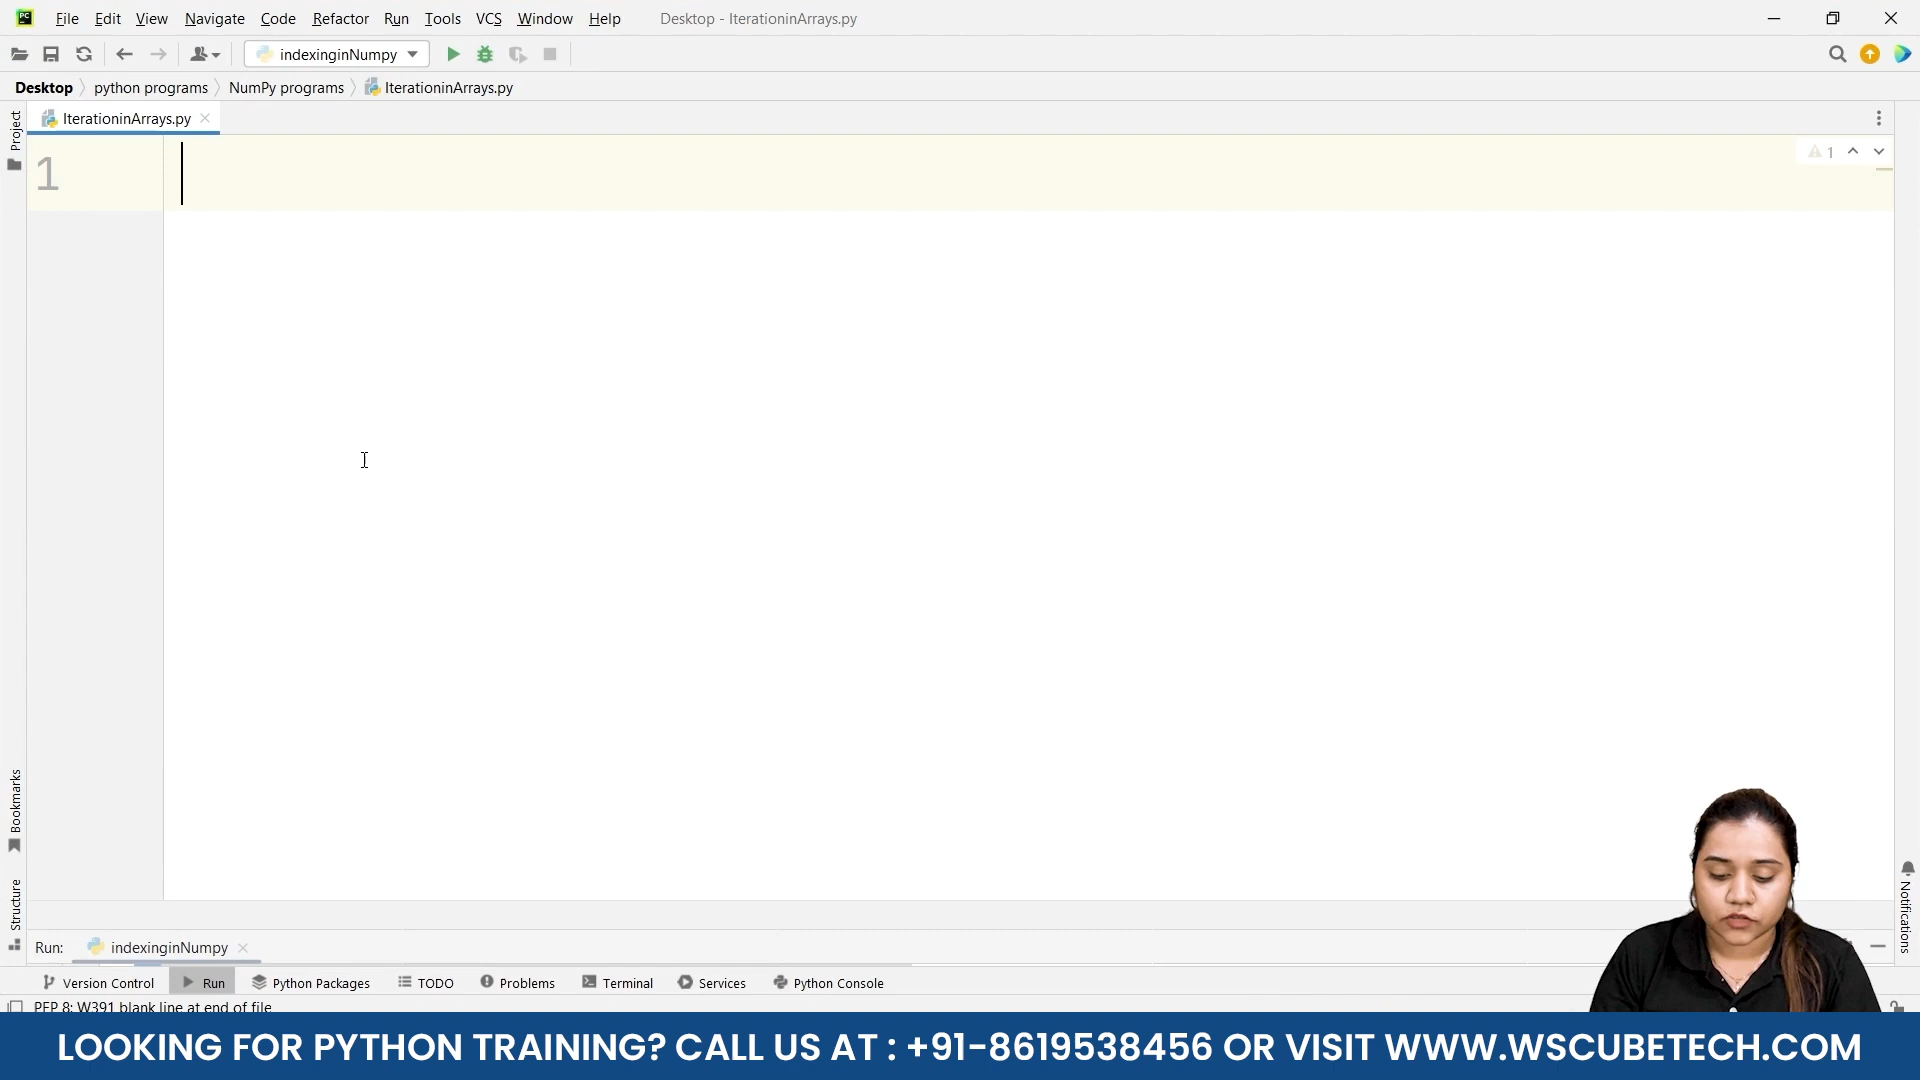 PC File Edit View Navigate Code Refactor Run Tools VCS Window Help Desktop - IterationinArrays.py
indexinginNumpy
Desktop python programs NumPy programs IterationinArrays.py
IterationinArrays.py
Project
1
1
Bookmarks
Structure
Notifications
Run: indexinginNumpy
Version Control Run Python Packages TODO Problems Terminal Services Python Console
PEP 8: W391 blank line at end of file
LOOKING FOR PYTHON TRAINING? CALL US AT : +91-8619538456 OR VISIT WWW.WSCUBETECH.COM